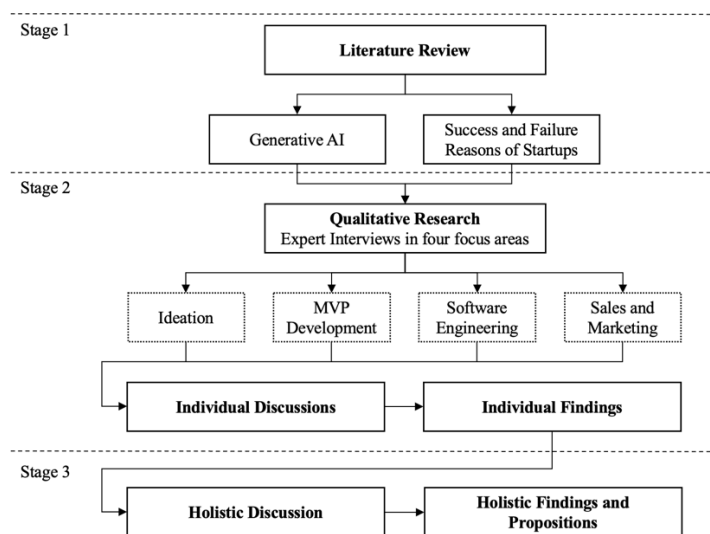 Stage 1
Literature Review
Generative AI
Success and Failure
Reasons of Startups
Stage 2
Qualitative Research
Expert Interviews in four focus areas
Ideation
MVP
Development
Software
Engineering
Sales and
Marketing
Individual Discussions
Individual Findings
Stage 3
Holistic Discussion
Holistic Findings and
Propositions